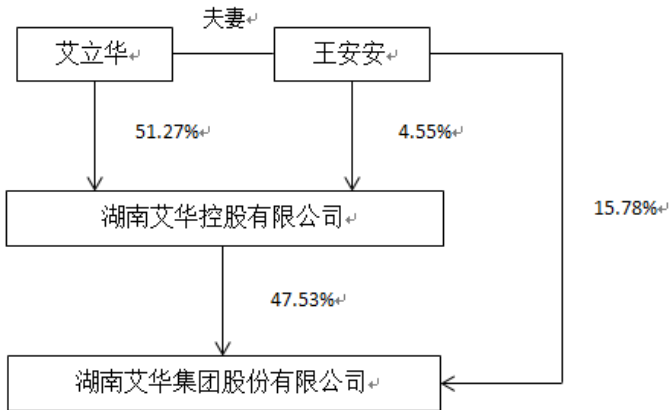 夫妻
艾立华
王安安
51.27%
4.55%
湖南艾华控股有限公司
15.78%
47.53%
湖南艾华集团股份有限公司